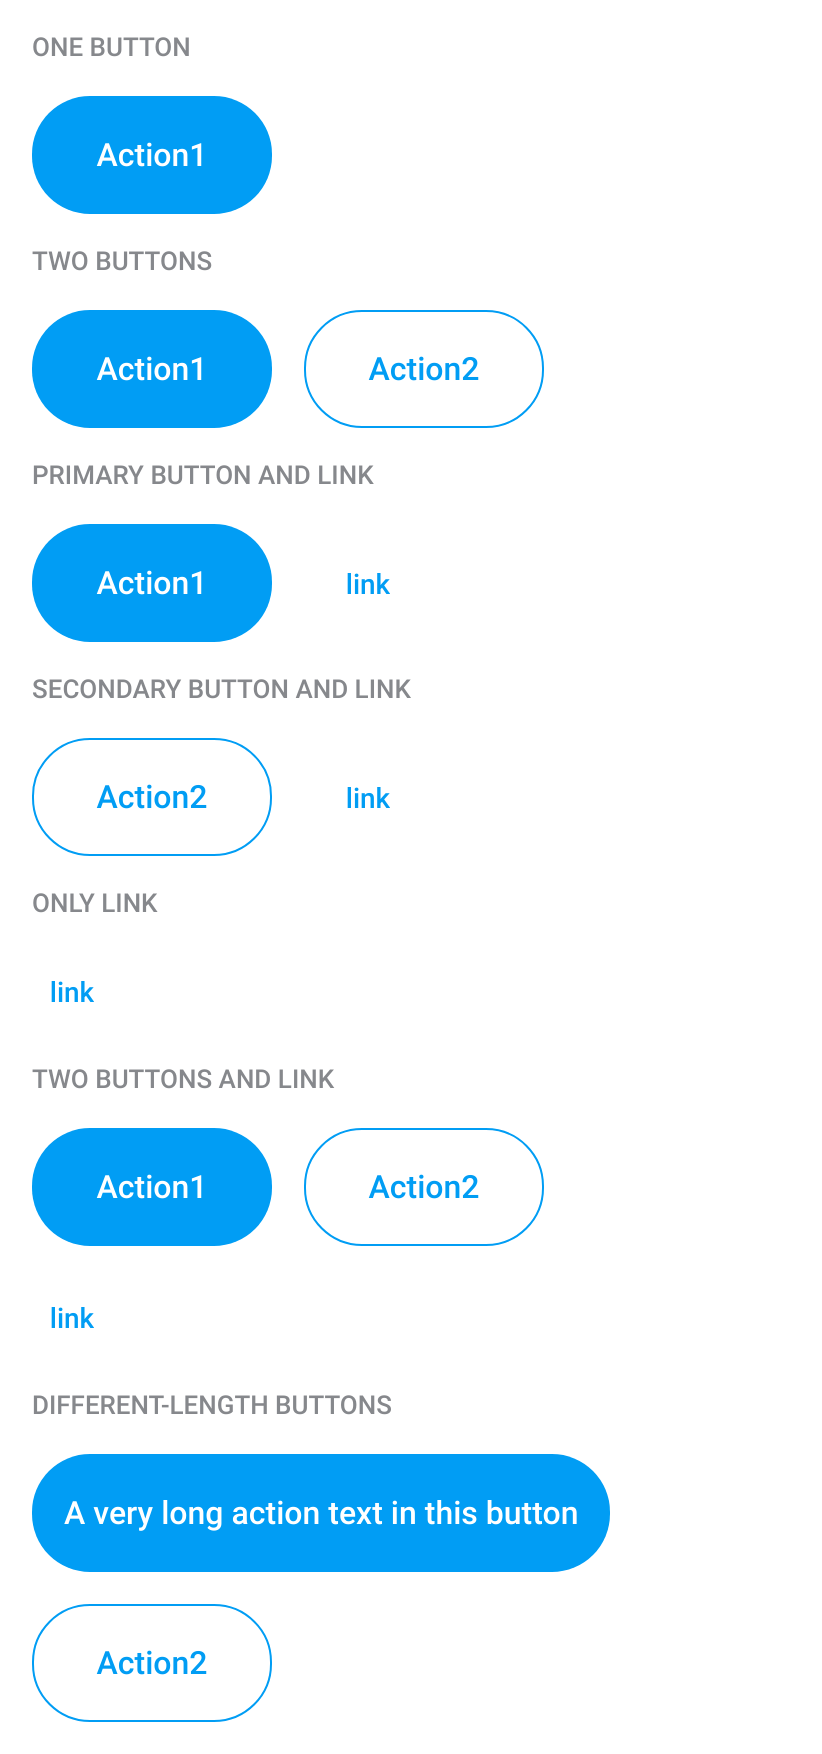 ONE BUTTON
Action1
TWO BUTTONS
Action1 Action2
PRIMARY BUTTON AND LINK
Action1 link
SECONDARY BUTTON AND LINK
Action2 link
ONLY LINK
link
TWO BUTTONS AND LINK
Action1 Action2
link
DIFFERENT-LENGTH BUTTONS
A very long action text in this button
Action2